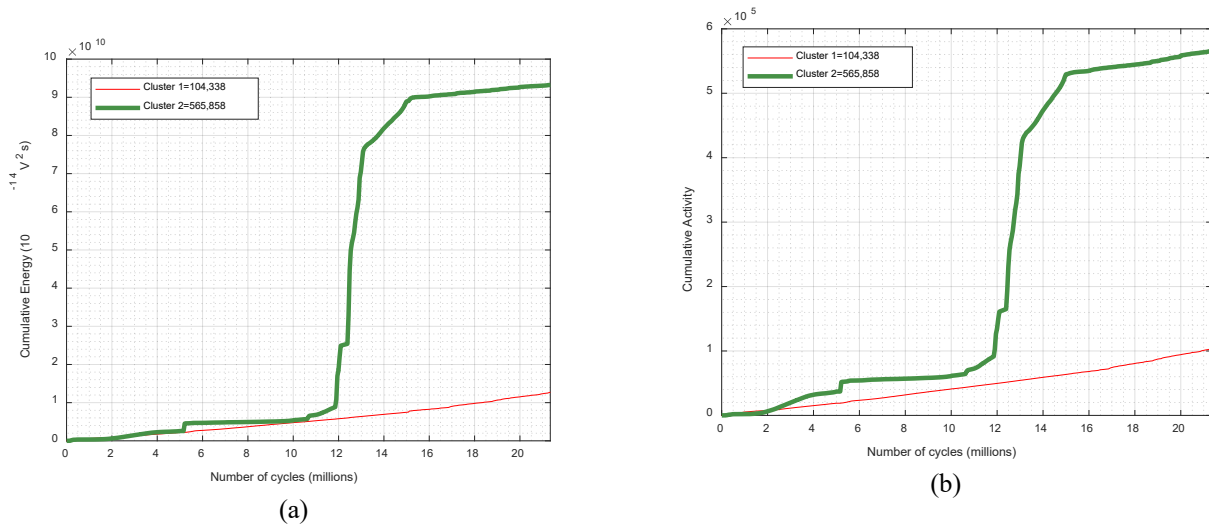 × 10 10
10
9
8
7
6
5
4
3
2
1
0
Cumulative Energy (10 -14 V 2 s)
Cluster 1=104,338
Cluster 2=565,858
0 2 4 6 8 10 12 14 16 18 20
Number of cycles (millions)
(a)
× 10 5
6
5
4
3
2
1
0
Cumulative Activity
Cluster 1=104,338
Cluster 2=565,858
0 2 4 6 8 10 12 14 16 18 20
Number of cycles (millions)
(b)